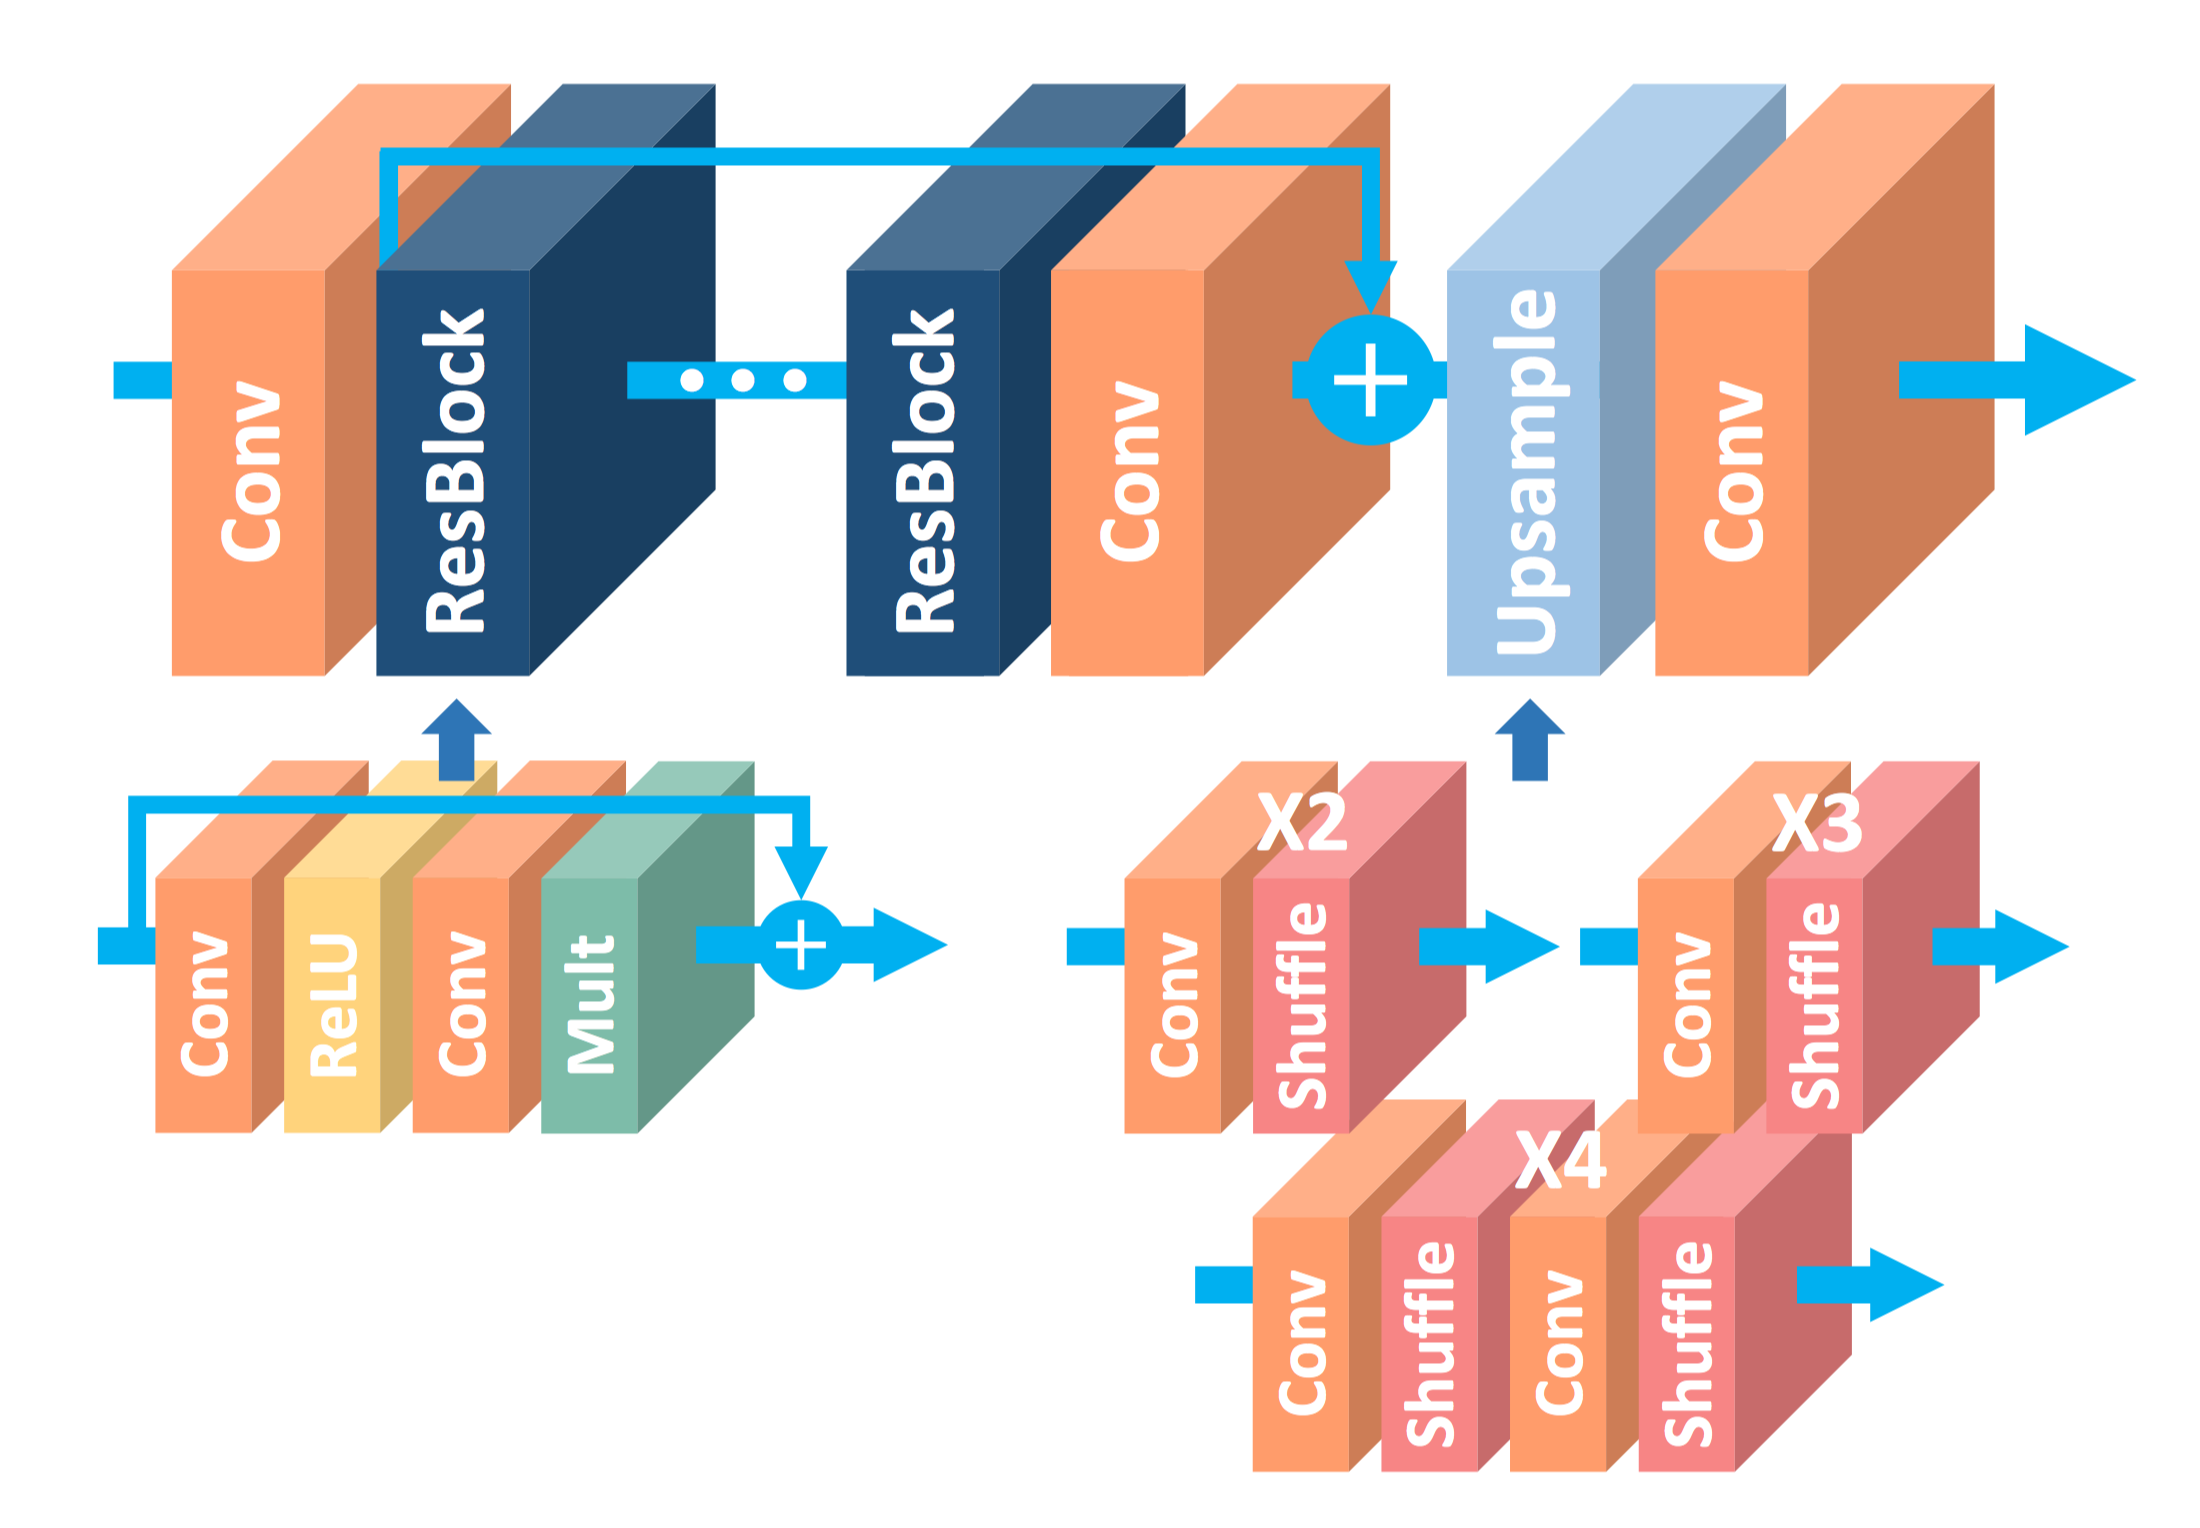 Conv
ResBlock
ResBlock
Conv
Upsample
Conv
Conv
ReLU
Conv
Mult
X2
Conv
Shuffle
X3
Conv
Shuffle
X4
Conv
Shuffle
Conv
Shuffle